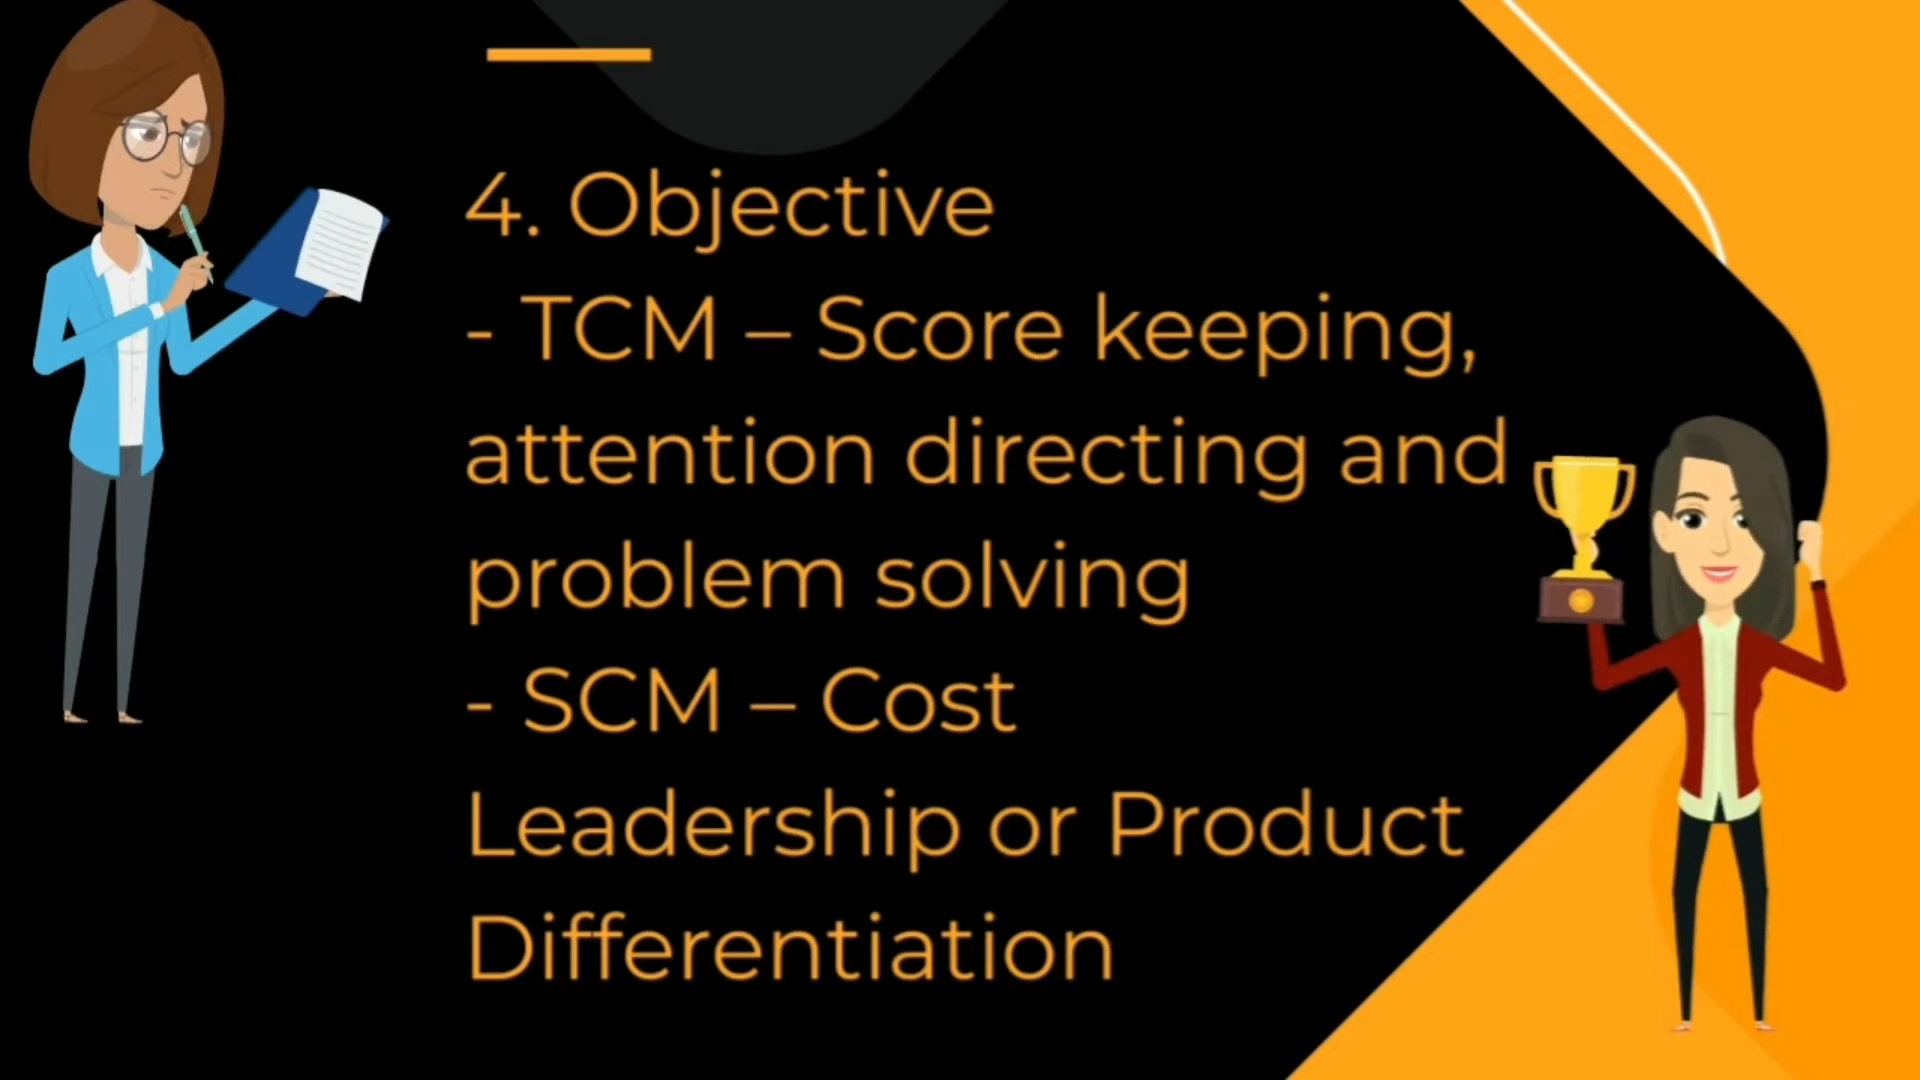 4. Objective
- TCM – Score keeping,
attention directing and
problem solving
- SCM – Cost
Leadership or Product
Differentiation